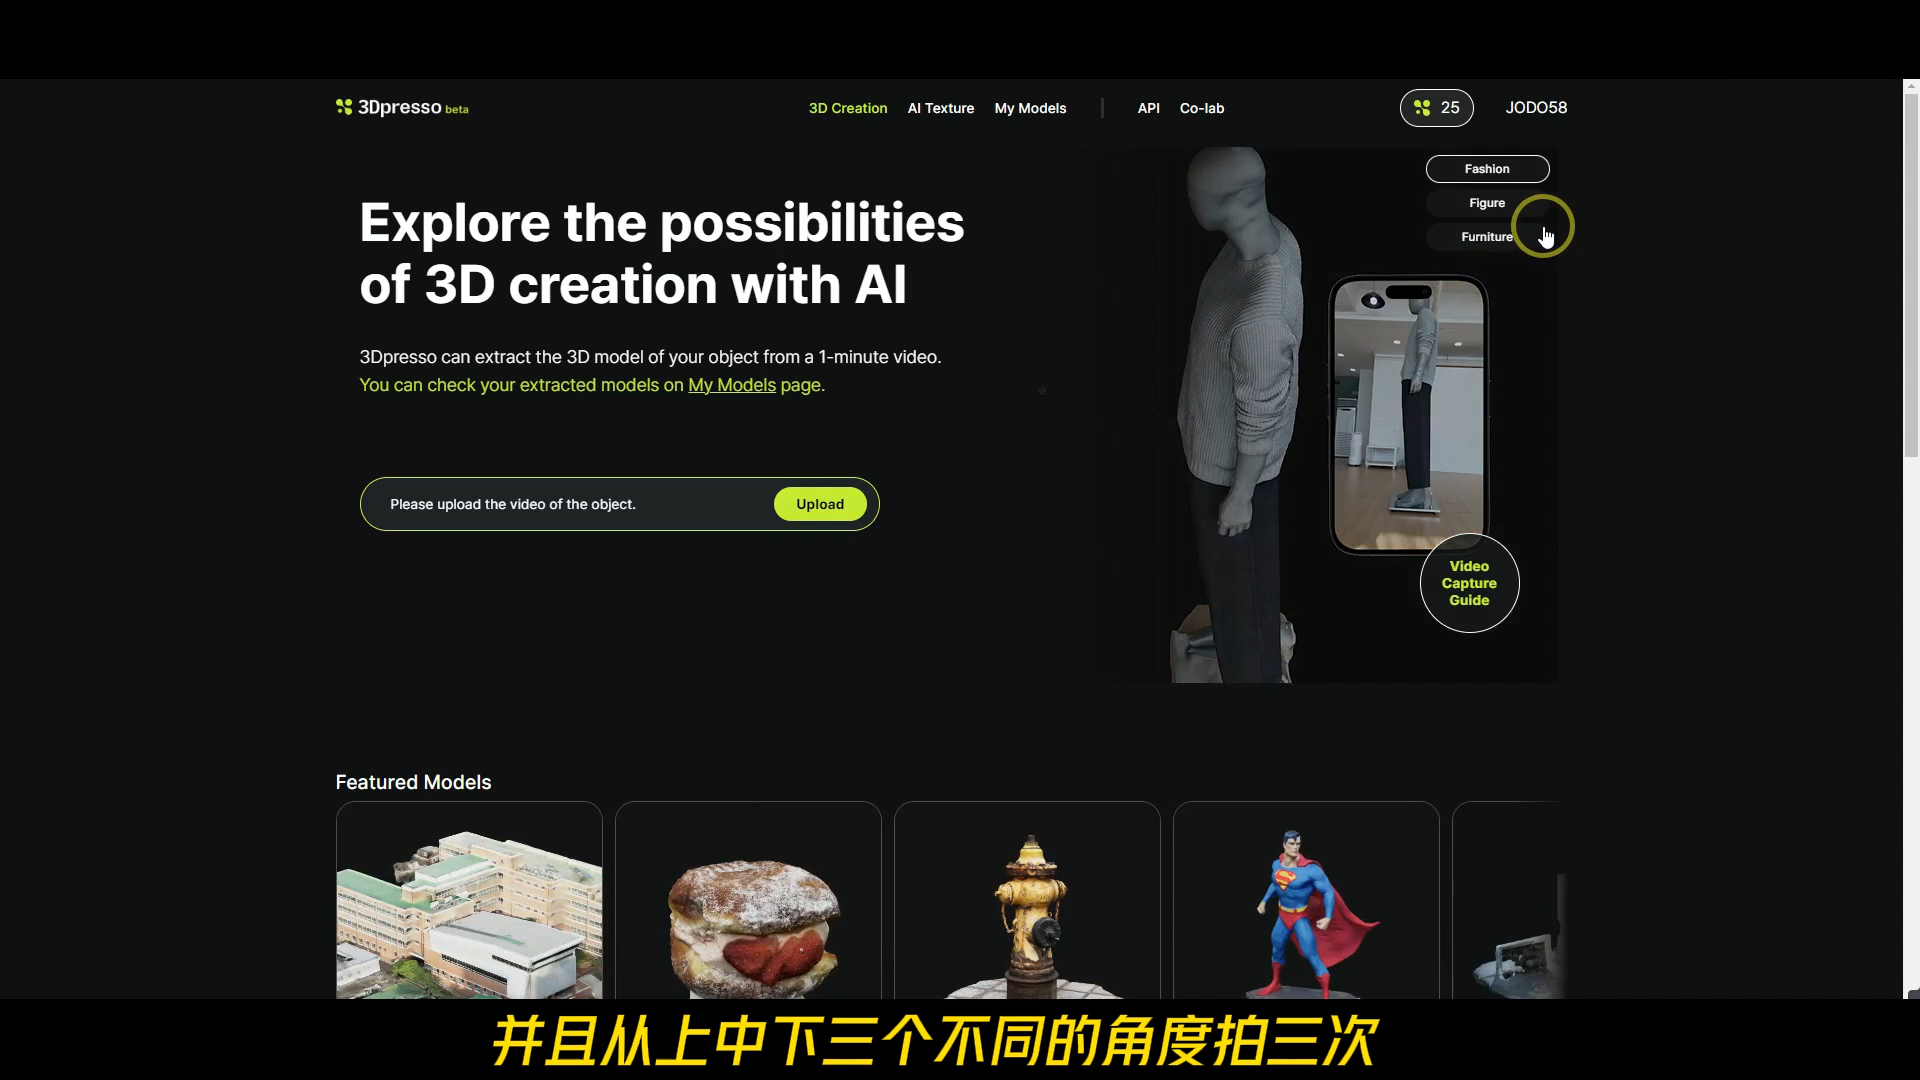 3Dpresso beta
3D Creation
AI Texture
My Models
API
Co-lab
25
JODO58
Fashion
Figure
Furniture
Explore the possibilities
of 3D creation with AI
3Dpresso can extract the 3D model of your object from a 1-minute video.
You can check your extracted models on My Models page.
Please upload the video of the object.
Upload
Video
Capture
Guide
Featured Models
并且从上中下三个不同的角度拍三次